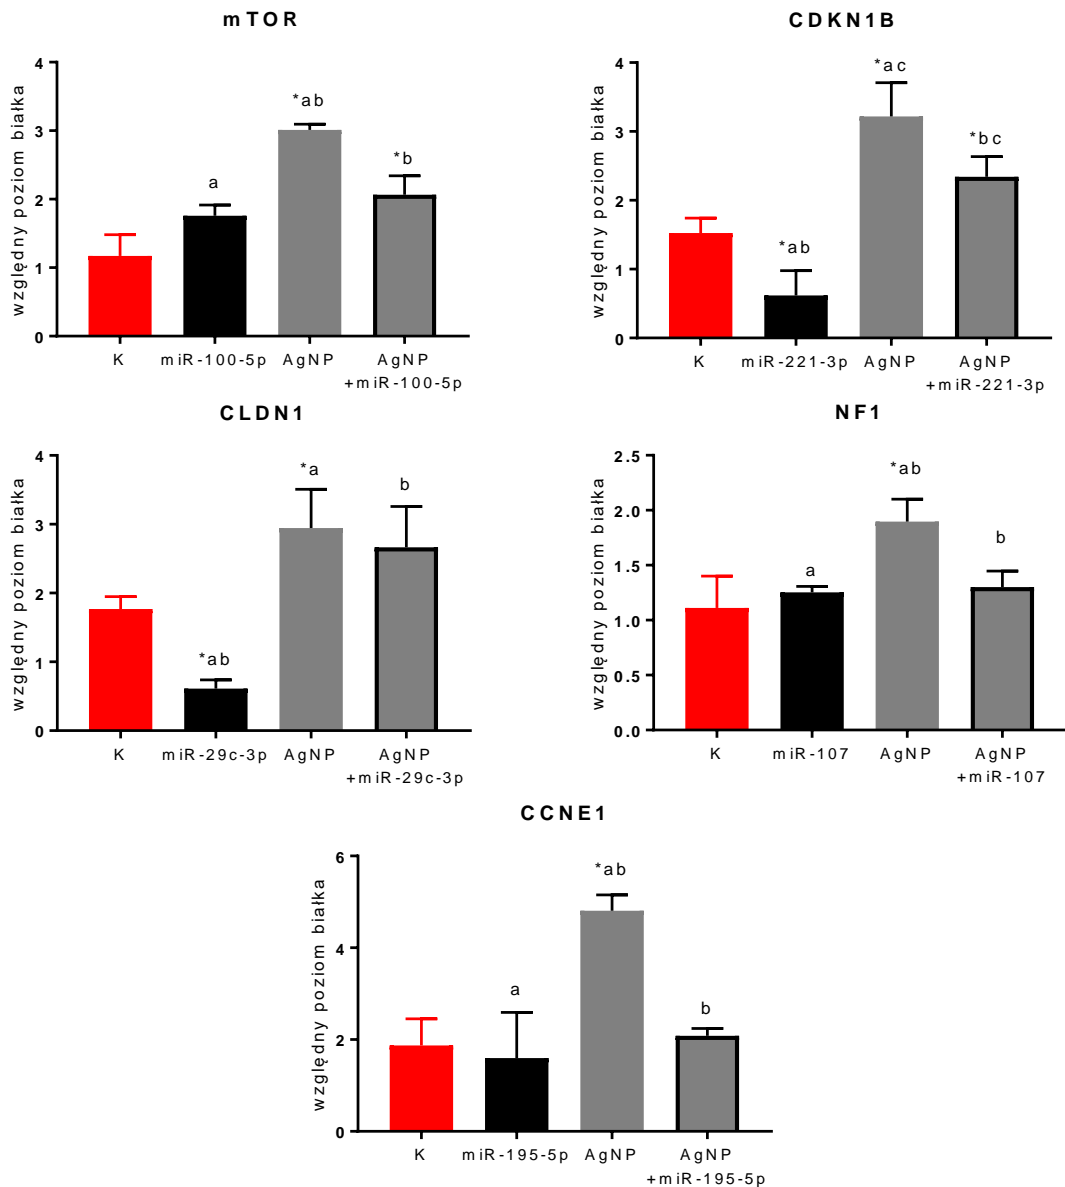 mTOR
względny poziom białka
4
3
2
1
0
a
*ab
*b
K miR-100-5p AgNP AgNP
+miR-100-5p
CDKN1B
względny poziom białka
4
3
2
1
0
*ab
*ac
*bc
K miR-221-3p AgNP AgNP
+miR-221-3p
CLDN1
względny poziom białka
4
3
2
1
0
*ab
*a
b
K miR-29c-3p AgNP AgNP
+miR-29c-3p
NF1
względny poziom białka
2.5
2.0
1.5
1.0
0.5
0.0
a
*ab
b
K miR-107 AgNP AgNP
+miR-107
CCNE1
względny poziom białka
6
4
2
0
a
*ab
b
K miR-195-5p AgNP AgNP
+miR-195-5p